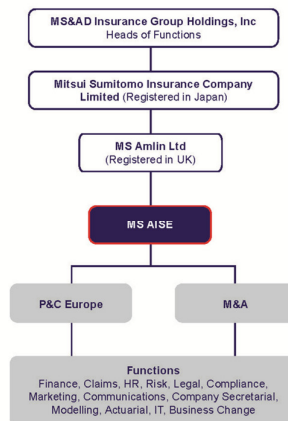 MS&AD Insurance Group Holdings, Inc
Heads of Functions
Mitsui Sumitomo Insurance Company
Limited (Registered in Japan)
MS Amlin Ltd
(Registered in UK)
MS AISE
P&C Europe
M&A
Functions
Finance, Claims, HR, Risk, Legal, Compliance,
Marketing, Communications, Company Secretarial,
Modelling, Actuarial, IT, Business Change